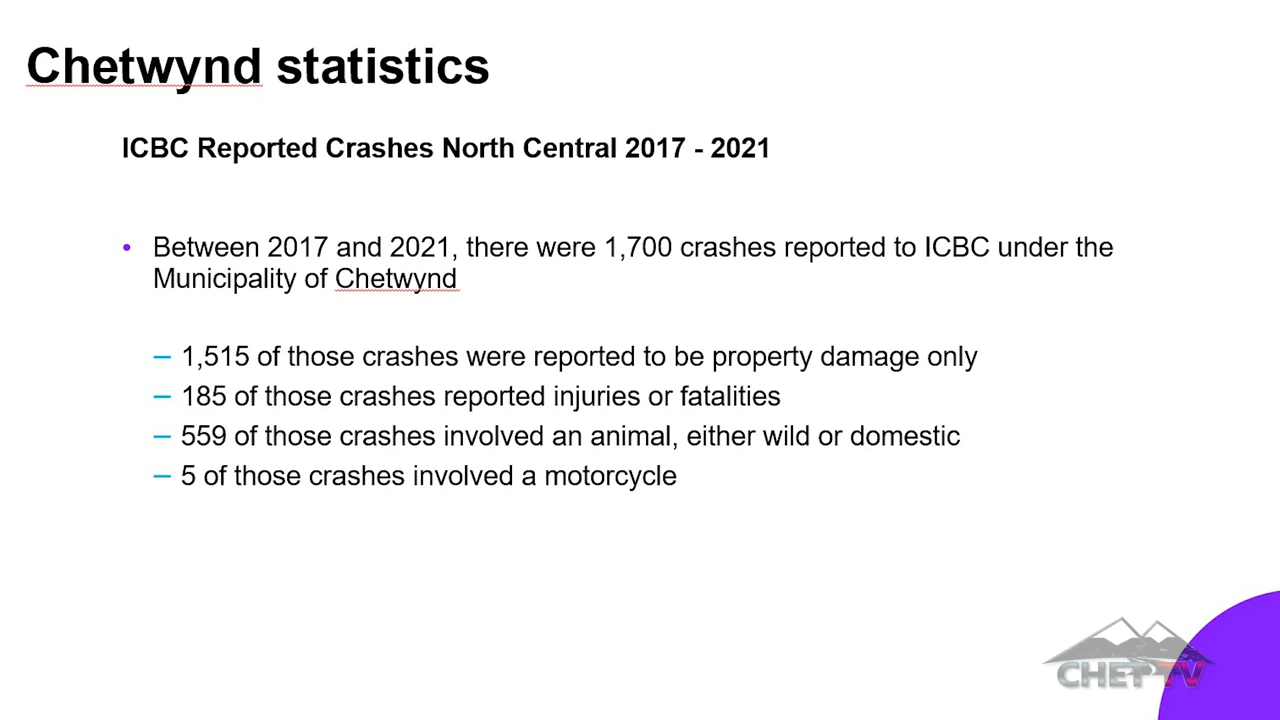 Chetwynd statistics
ICBC Reported Crashes North Central 2017 - 2021
• Between 2017 and 2021, there were 1,700 crashes reported to ICBC under the
Municipality of Chetwynd
– 1,515 of those crashes were reported to be property damage only
– 185 of those crashes reported injuries or fatalities
– 559 of those crashes involved an animal, either wild or domestic
– 5 of those crashes involved a motorcycle
CHET TV